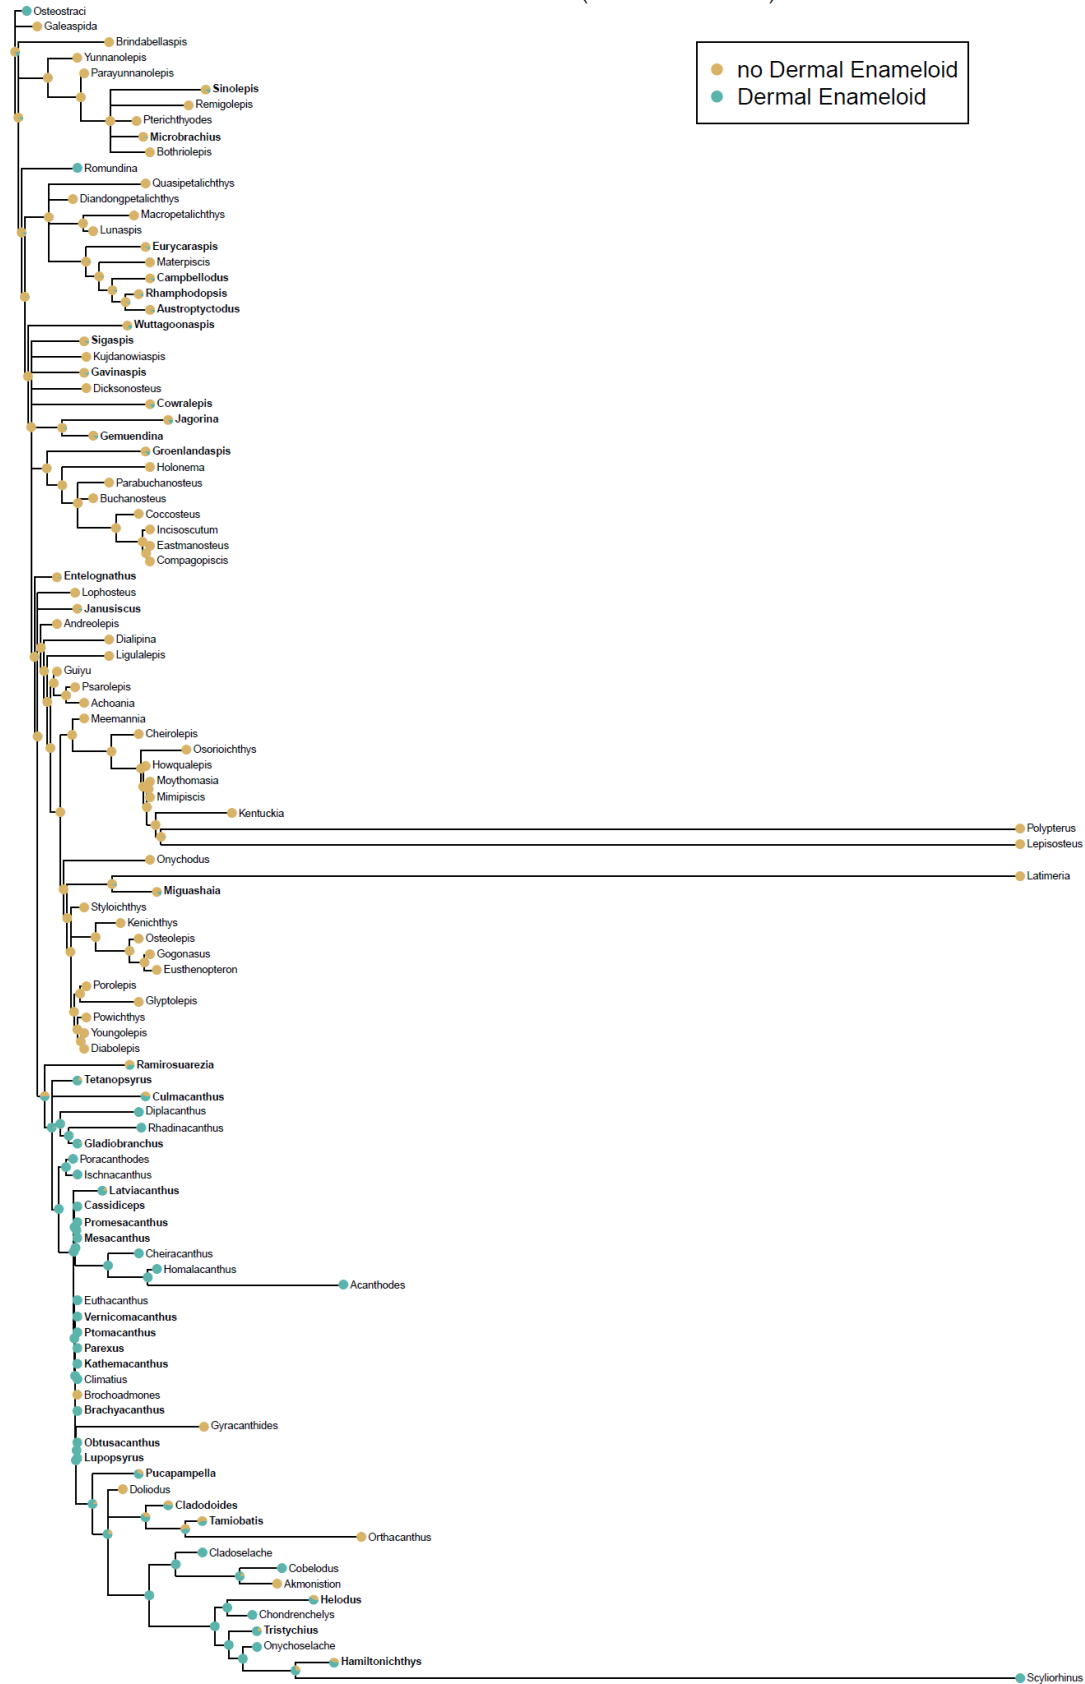 Osteostraci
Galeaspida
Brindabellaspis
Yunnanolepis
Parayunnanolepis
Sinolepis
Remigolepis
Pterichthyodes
Microbrachius
Bothriolepis
Romundina
Quasipetalichthys
Diandongpetalichthys
Macropetalichthys
Lunaspis
Eurycaraspis
Materpiscis
Campbellodus
Rhamphodopsis
Austroptyctodus
Wuttagoonaspis
Sigaspis
Kujdanowiaspis
Gavinaspis
Dicksonosteus
Cowralepis
Jagorina
Gemuendina
Groenlandaspis
Holonema
Parabuchanosteus
Buchanosteus
Coccosteus
Incisoscutum
Eastmanosteus
Compagopiscis
Entelognathus
Lophosteus
Janusiscus
Andreolepis
Dialipina
Ligulalepis
Guiyu
Psarolepis
Achoania
Meemannia
Cheirolepis
Osorioichthys
Howqualepis
Moythomasia
Mimipiscis
Kentuckia
Polypterus
Lepisosteus
Onychodus
Latimeria
Miguashaia
Styloichthys
Kenichthys
Osteolepis
Gogonasus
Eusthenopteron
Porolepis
Glyptolepis
Powichthys
Youngolepis
Diabolepis
Ramirosuarezia
Tetanopsyrus
Culmacanthus
Diplacanthus
Rhadinacanthus
Gladiobranchus
Poracanthodes
Ischnacanthus
Latviacanthus
Cassidiceps
Promesacanthus
Mesacanthus
Cheiracanthus
Homalacanthus
Acanthodes
Euthacanthus
Vernicomacanthus
Ptomacanthus
Parexus
Kathemacanthus
Climatius
Brochoadmones
Brachyacanthus
Gyracanthides
Obtusacanthus
Lupopsyrus
Pucapampella
Doliodus
Cladodoides
Tamiobatis
Orthacanthus
Cladoselache
Cobelodus
Akmonistion
Helodus
Chondrenchelys
Tristychius
Onychoselache
Hamiltonichthys
Scyliorhinus
no Dermal Enameloid
Dermal Enameloid